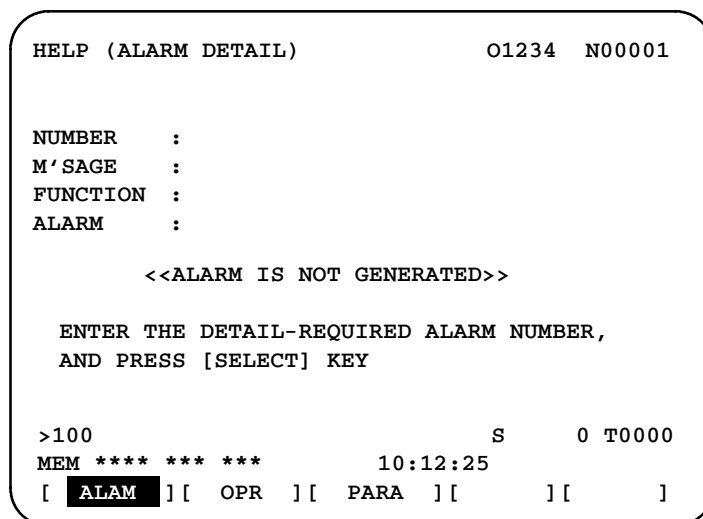 HELP (ALARM DETAIL) O1234 N00001
NUMBER :
M‘SAGE :
FUNCTION :
ALARM :
<<ALARM IS NOT GENERATED>>
ENTER THE DETAIL-REQUIRED ALARM NUMBER,
AND PRESS [SELECT] KEY
>100 S 0 T0000
MEM **** *** *** 10:12:25
[ ALAM ][ OPR ][ PARA ][ ][ ]